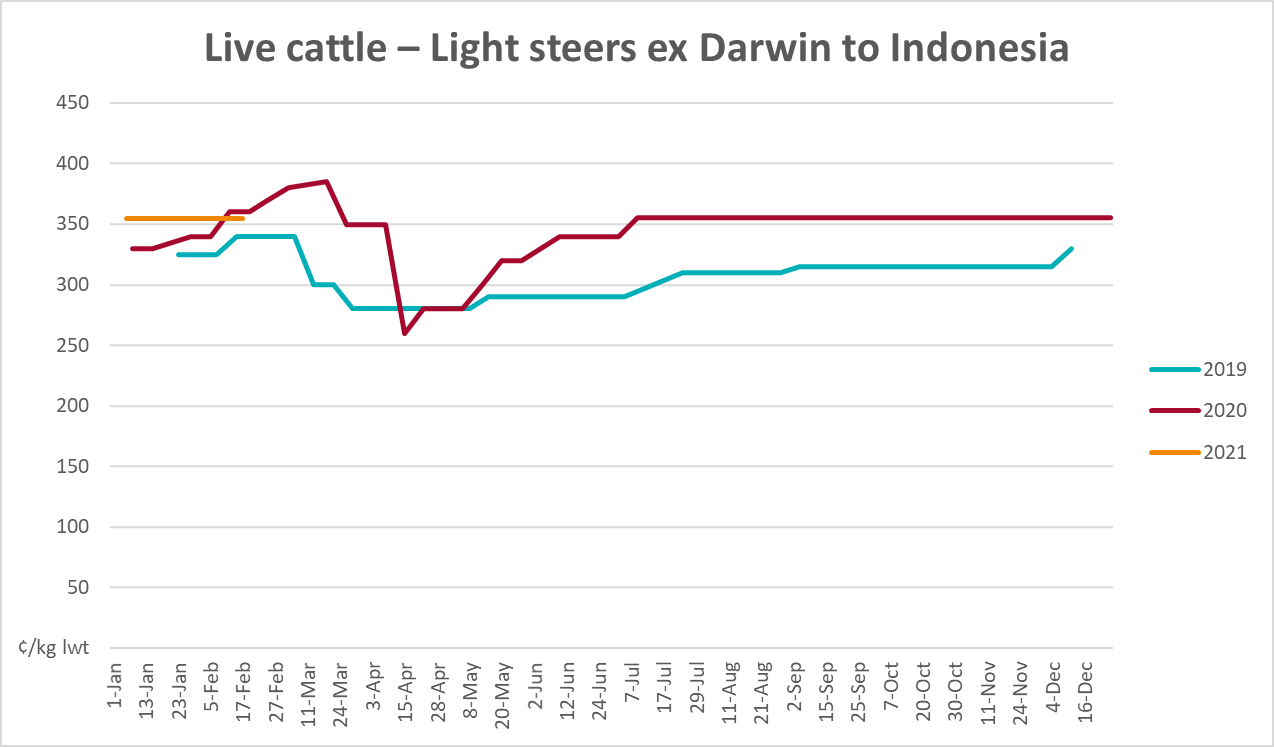 Live cattle – Light steers ex Darwin to Indonesia
450
400
350
300
250
200
150
100
50
¢/kg lwt
2019
2020
2021
1-Jan
13-Jan
23-Jan
5-Feb
17-Feb
27-Feb
11-Mar
24-Mar
3-Apr
15-Apr
28-Apr
8-May
20-May
2-Jun
12-Jun
24-Jun
7-Jul
17-Jul
29-Jul
11-Aug
21-Aug
2-Sep
15-Sep
25-Sep
7-Oct
20-Oct
30-Oct
11-Nov
24-Nov
4-Dec
16-Dec